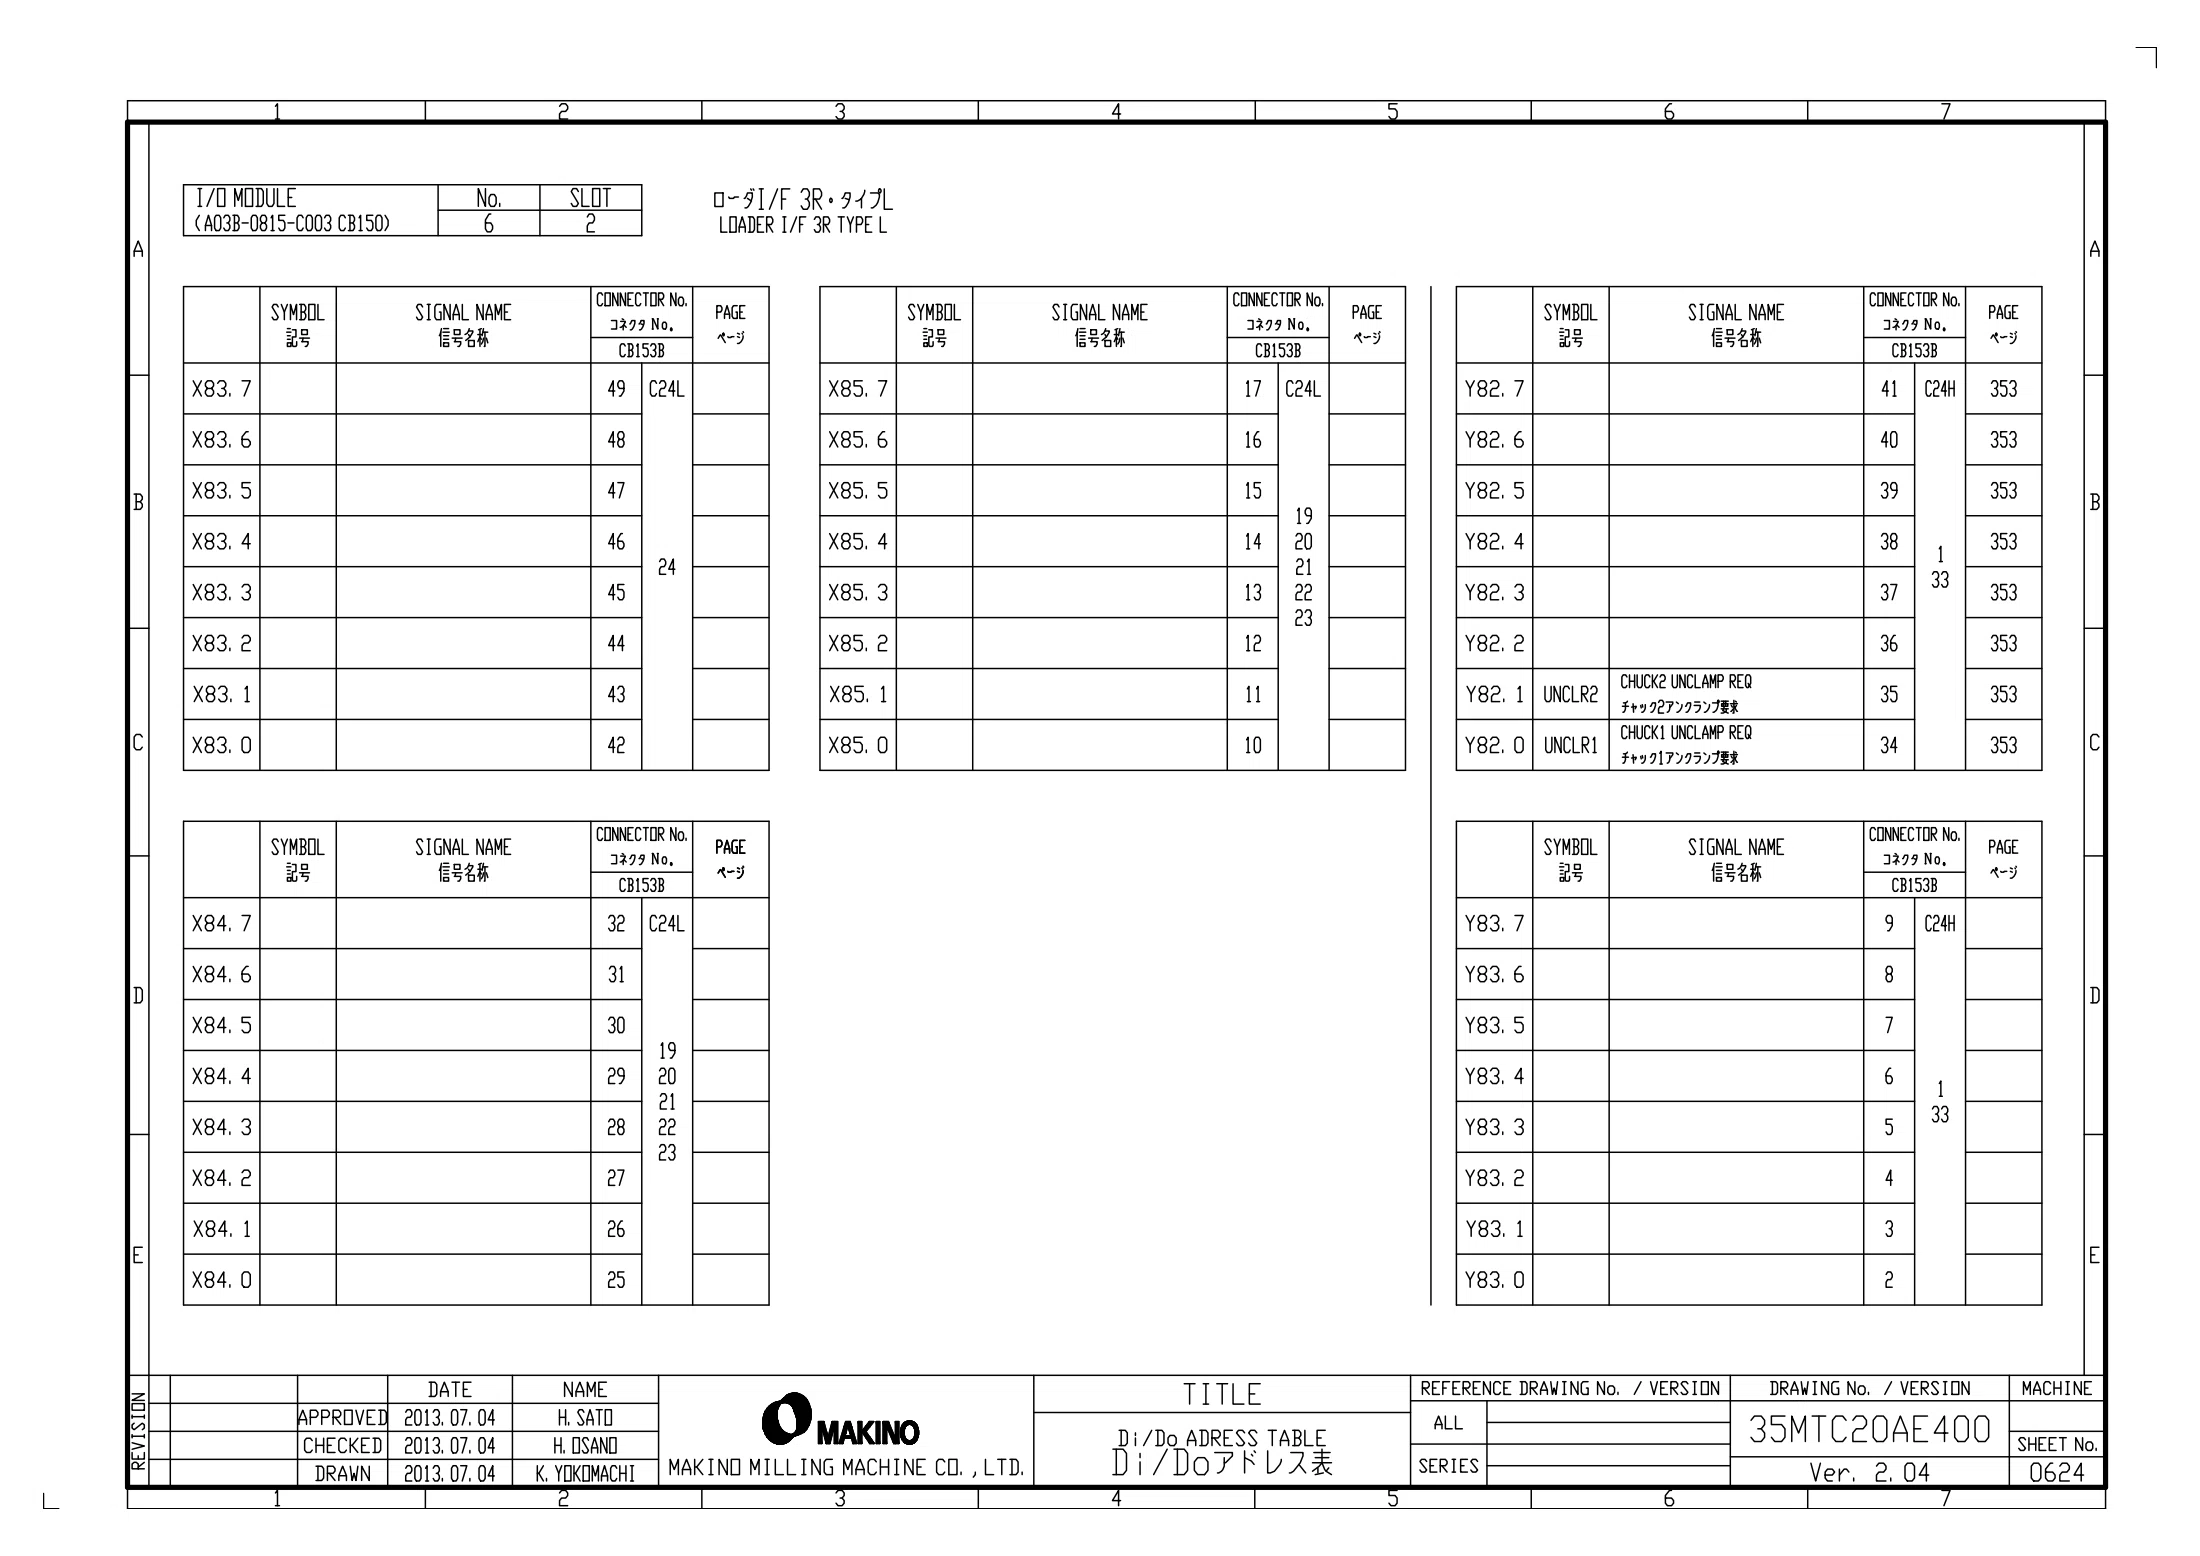 1 2 3 4 5 6 7
I/O MODULE No. SLOT
(A03B-0815-C003 CB150) 6 2
ローダI/F 3R・タイプL
LOADER I/F 3R TYPE L
A A
B B
C C
D D
E E
SYMBOL SIGNAL NAME CONNECTOR No. PAGE
記号 信号名称 コネクタ No. ページ
CB153B
X83. 7 49 C24L
X83. 6 48
X83. 5 47
X83. 4 46
24
X83. 3 45
X83. 2 44
X83. 1 43
X83. 0 42
SYMBOL SIGNAL NAME CONNECTOR No. PAGE
記号 信号名称 コネクタ No. ページ
CB153B
X85. 7 17 C24L
X85. 6 16
X85. 5 15
19
X85. 4 14 20
21
X85. 3 13 22
23
X85. 2 12
X85. 1 11
X85. 0 10
SYMBOL SIGNAL NAME CONNECTOR No. PAGE
記号 信号名称 コネクタ No. ページ
CB153B
Y82. 7 41 C24H 353
Y82. 6 40 353
Y82. 5 39 353
Y82. 4 38 353
1
33
Y82. 3 37 353
Y82. 2 36 353
Y82. 1 UNCLR2 CHUCK2 UNCLAMP REQ 35 353
チャック2アンクランプ要求
Y82. 0 UNCLR1 CHUCK1 UNCLAMP REQ 34 353
チャック1アンクランプ要求
SYMBOL SIGNAL NAME CONNECTOR No. PAGE
記号 信号名称 コネクタ No. ページ
CB153B
X84. 7 32 C24L
X84. 6 31
X84. 5 30
19
X84. 4 29 20
21
X84. 3 28 22
23
X84. 2 27
X84. 1 26
X84. 0 25
SYMBOL SIGNAL NAME CONNECTOR No. PAGE
記号 信号名称 コネクタ No. ページ
CB153B
Y83. 7 9 C24H
Y83. 6 8
Y83. 5 7
Y83. 4 6
1
33
Y83. 3 5
Y83. 2 4
Y83. 1 3
Y83. 0 2
REVISION
DATE NAME
APPROVED 2013. 07. 04 H. SATO
CHECKED 2013. 07. 04 H. OSANO
DRAWN 2013. 07. 04 K. YOKOMACHI
MAKINO
MAKINO MILLING MACHINE CO. , LTD.
TITLE
Di/Do ADRESS TABLE
Di/Doアドレス表
REFERENCE DRAWING No. / VERSION
ALL
SERIES
DRAWING No. / VERSION
35MTC20AE400
Ver. 2. 04
MACHINE
SHEET No.
0624
1 2 3 4 5 6 7